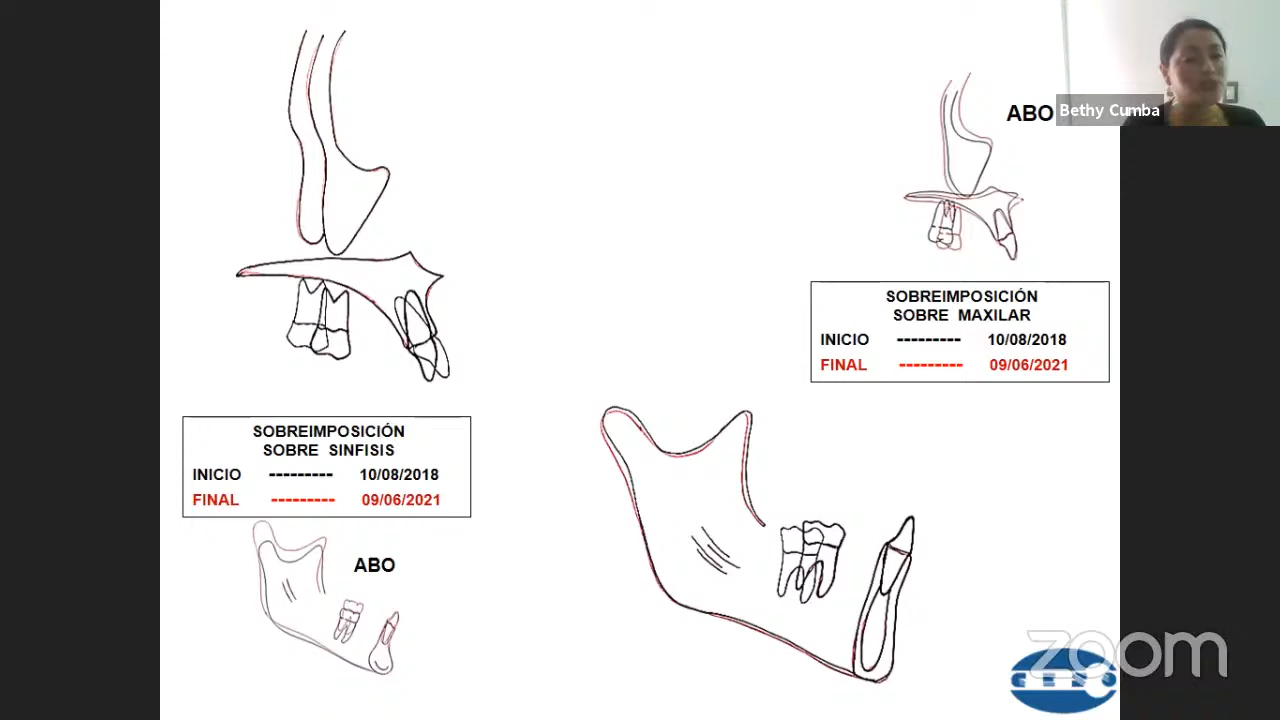 ABO
Bethy Cumba
SOBREIMPOSICIÓN
SOBRE MAXILAR
INICIO --------- 10/08/2018
FINAL --------- 09/06/2021
SOBREIMPOSICIÓN
SOBRE SINFISIS
INICIO --------- 10/08/2018
FINAL --------- 09/06/2021
ABO
zoom